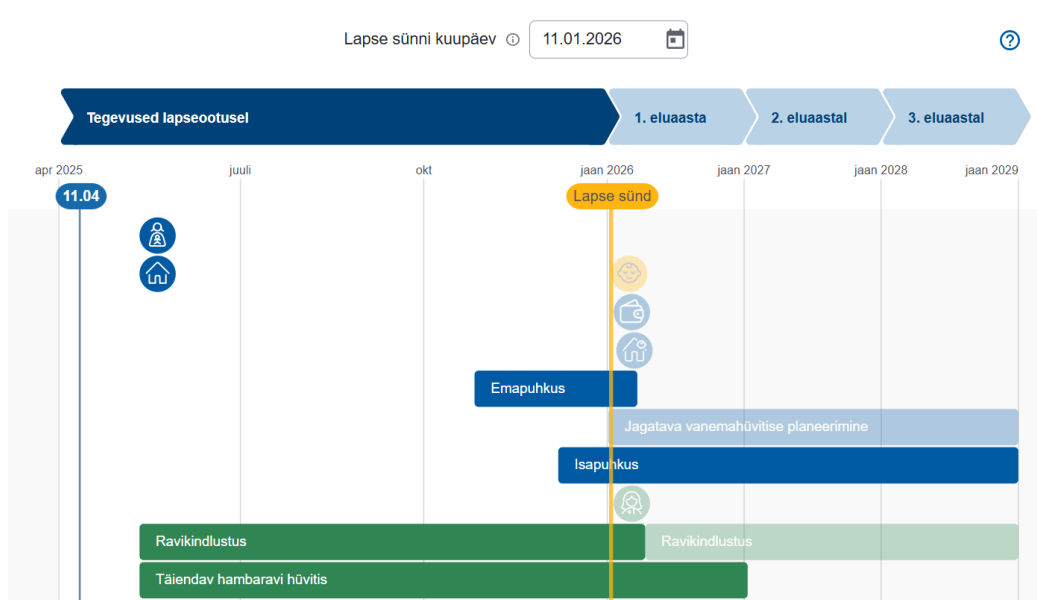 Lapse sünni kuupäev
11.01.2026
Tegevused lapseootusel
1. eluaasta
2. eluaastal
3. eluaastal
apr 2025
juuli
okt
jaan 2026
jaan 2027
jaan 2028
jaan 2029
11.04
Lapse sünd
Emapuhkus
Jagatava vanemahüvitise planeerimine
Isapuhkus
Ravikindlustus
Ravikindlustus
Täiendav hambaravi hüvitis